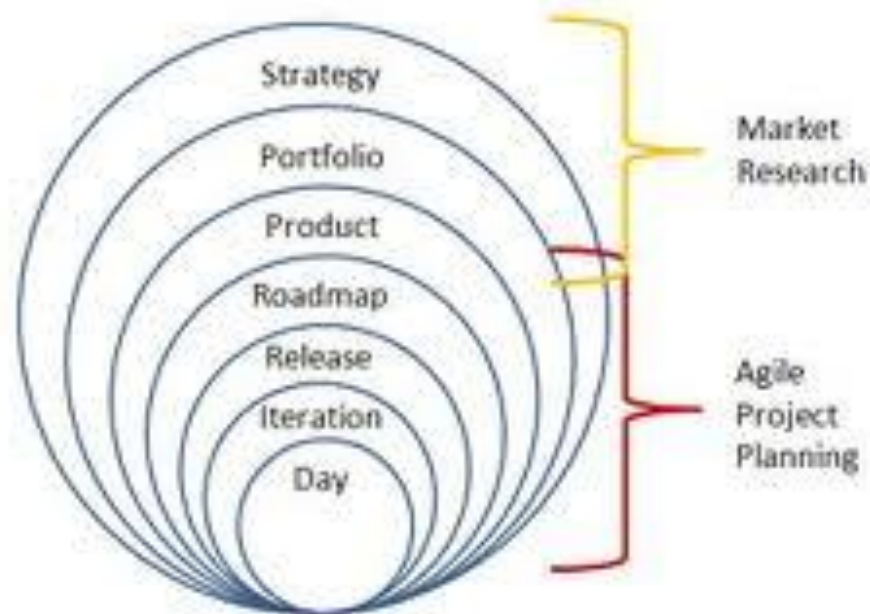 Strategy
Portfolio
Product
Roadmap
Release
Iteration
Day
Market
Research
Agile
Project
Planning